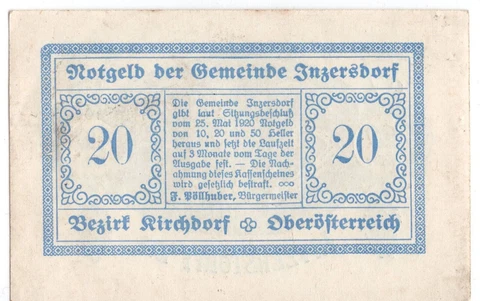 Notgeld der Gemeinde Inzersdorf
20
Die Gemeinde Inzersdorf
gibt laut Sitzungsbeschluß
vom 25. Mai 1920 Notgeld
von 10, 20 und 50 Heller
heraus und setzt die Laufzeit
auf 3 Monate vom Tage der
Ausgabe fest. — Die Nach-
ahmung dieses Kassenscheines
wird gesetzlich bestraft.
F. Pöllhuber, Bürgermeister
20
Bezirk Kirchdorf Oberösterreich